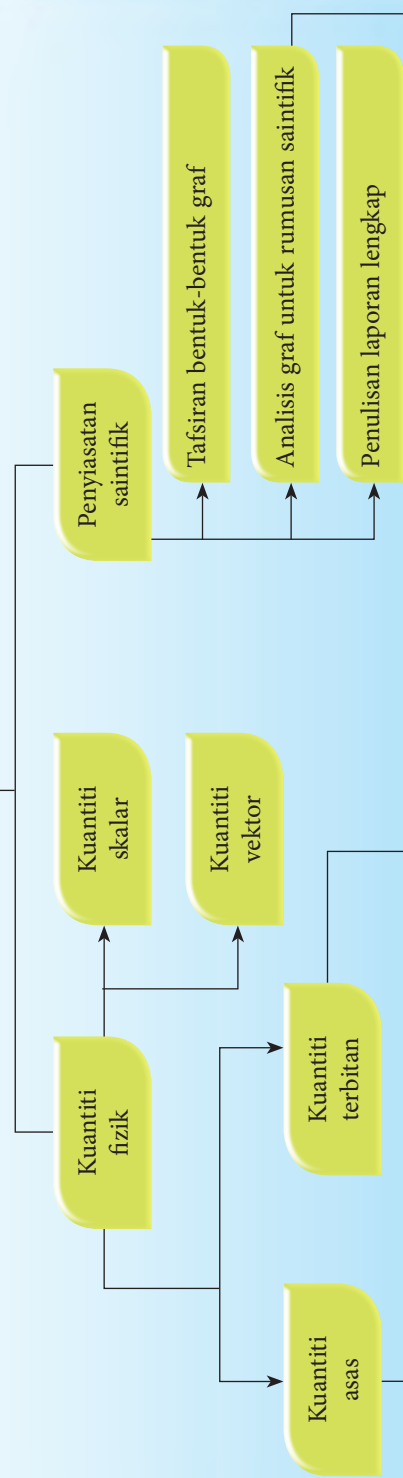 Kuantiti
fizik
Kuantiti
asas
Kuantiti
terbitan
Kuantiti
skalar
Kuantiti
vektor
Penyiasatan
saintifik
Tafsiran bentuk-bentuk graf
Analisis graf untuk rumusan saintifik
Penulisan laporan lengkap